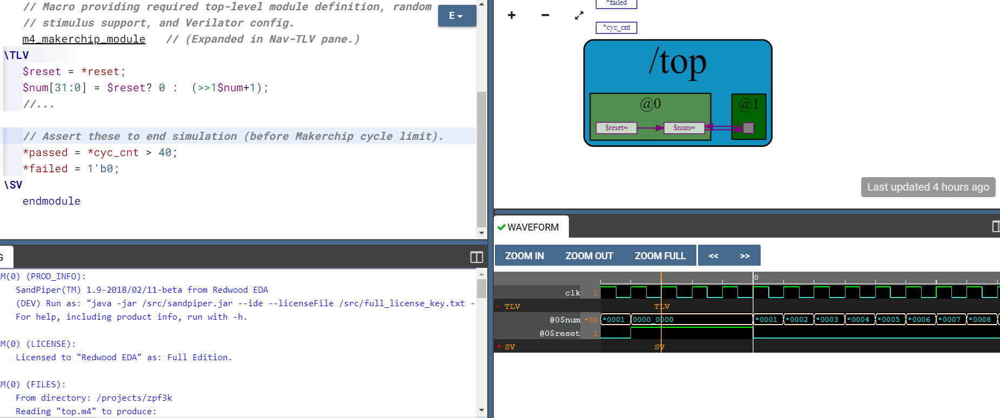 // Macro providing required top-level module definition, random
// stimulus support, and Verilator config.
m4_makerchip_module   // (Expanded in Nav-TLV pane.)
\TLV
$reset = *reset;
$num[31:0] = $reset? 0 :  (>>1$num+1);
//...
// Assert these to end simulation (before Makerchip cycle limit).
*passed = *cyc_cnt > 40;
*failed = 1'b0;
\SV
endmodule
E
G
M(0) (PROD_INFO):
SandPiper(TM) 1.9-2018/02/11-beta from Redwood EDA
(DEV) Run as: "java -jar /src/sandpiper.jar --ide --licenseFile /src/full_license_key.txt -
For help, including product info, run with -h.
M(0) (LICENSE):
Licensed to "Redwood EDA" as: Full Edition.
M(0) (FILES):
From directory: /projects/zpf3k
Reading "top.m4" to produce:
*failed
*cyc_cnt
/top
@0
@1
$reset=
$num=
Last updated 4 hours ago
WAVEFORM
ZOOM IN ZOOM OUT ZOOM FULL << >>
0
clk 1
- TLV TLV
@0$num *00 *0001 0000_0000 *0001 *0002 *0003 *0004 *0005 *0006 *0007 *0008
@0$reset 1
+ SV SV